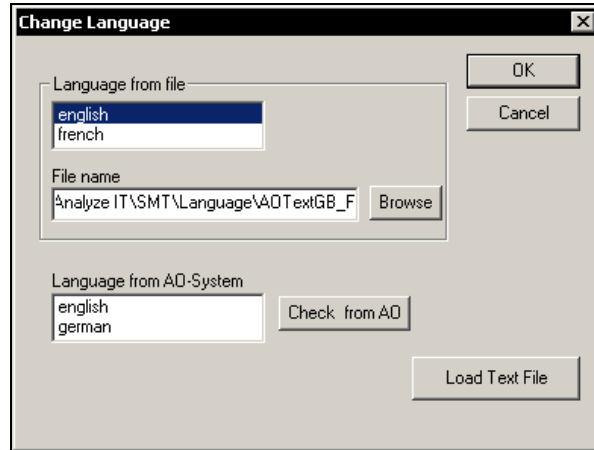 Change Language
OK
Cancel
Language from file
english
french
File name
Analyze IT\SMT\Language\AOTextGB_F
Browse
Language from AO-System
english
german
Check from AO
Load Text File